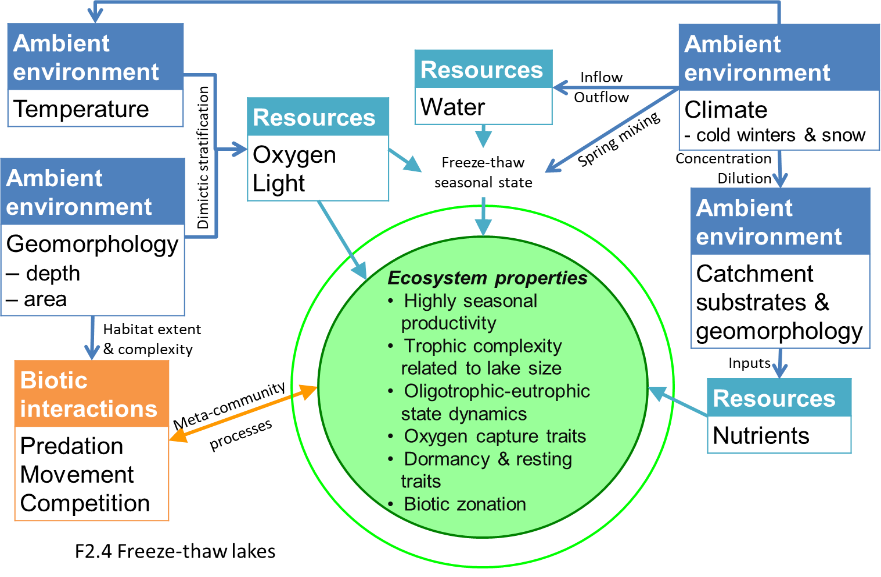 Ambient
environment
Temperature
Ambient
environment
Geomorphology
– depth
– area
Dimictic stratification
Resources
Oxygen
Light
Resources
Water
Freeze-thaw
seasonal state
Inflow
Outflow
Spring mixing
Ambient
environment
Climate
- cold winters & snow
Concentration
Dilution
Ambient
environment
Catchment
substrates &
geomorphology
Inputs
Resources
Nutrients
Habitat extent
& complexity
Biotic
interactions
Predation
Movement
Competition
Meta-community
processes
Ecosystem properties
• Highly seasonal
productivity
• Trophic complexity
related to lake size
• Oligotrophic-eutrophic
state dynamics
• Oxygen capture traits
• Dormancy & resting
traits
• Biotic zonation
F2.4 Freeze-thaw lakes